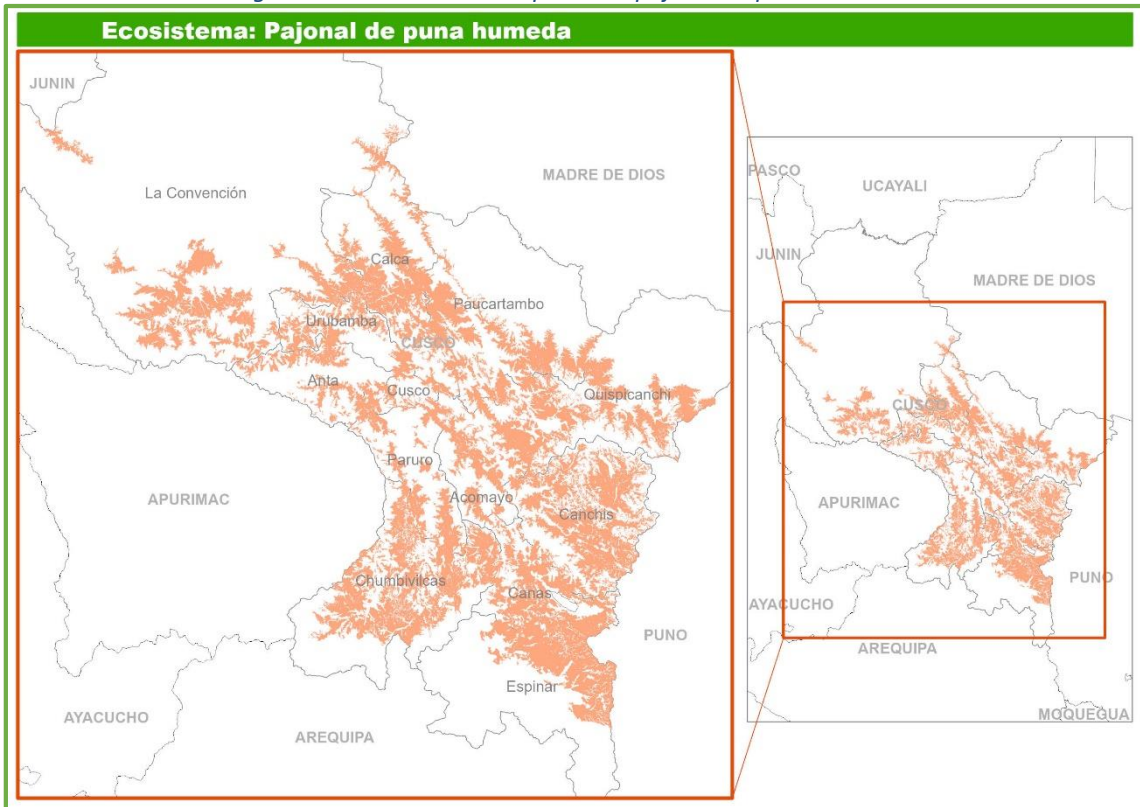 Ecosistema: Pajonal de puna humeda
JUNIN
La Convención
MADRE DE DIOS
Calca
Paucartambo
Urubamba
CUSCO
Anta
Cusco
Quispicanchi
Paruro
APURIMAC
Acomayo
Canchis
Chumbivilcas
Canas
PUNO
Espinar
AYACUCHO
AREQUIPA
PASCO
UCAYALI
JUNIN
MADRE DE DIOS
CUSCO
APURIMAC
PUNO
AYACUCHO
AREQUIPA
MOQUEGUA